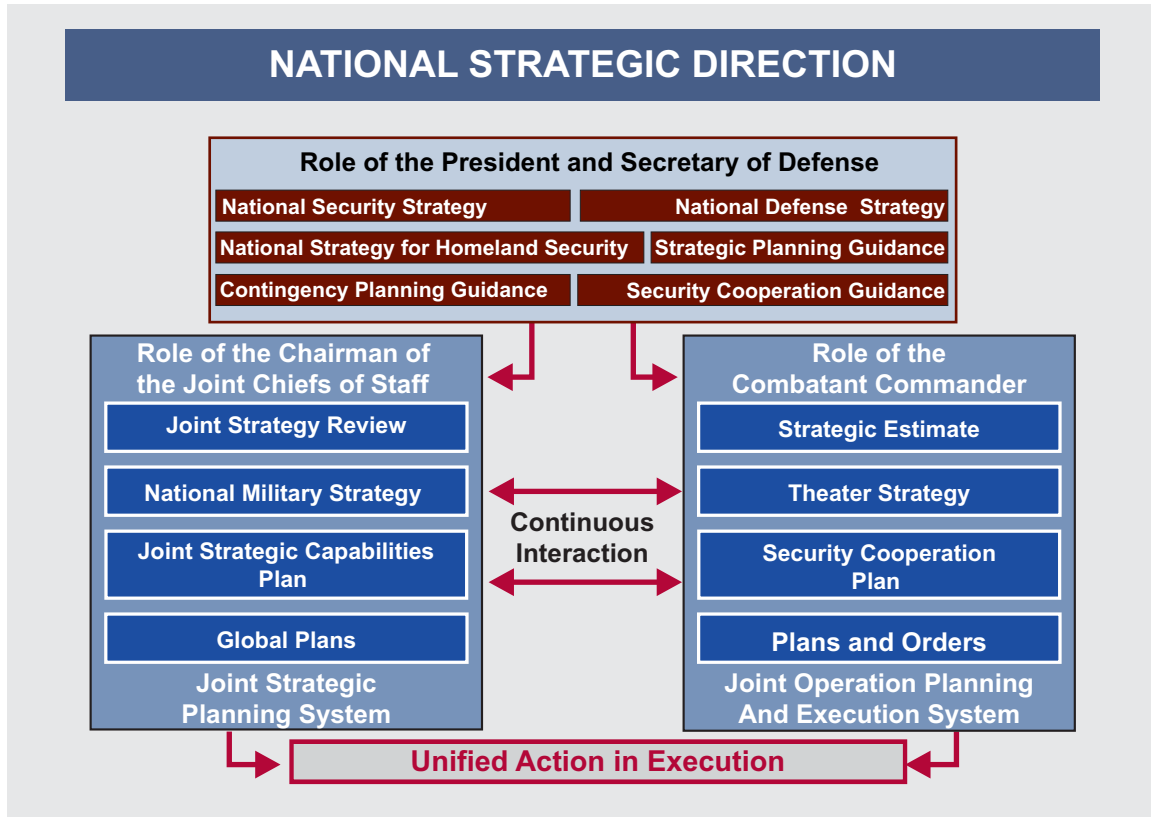 NATIONAL STRATEGIC DIRECTION
Role of the President and Secretary of Defense
National Security Strategy
National Defense Strategy
National Strategy for Homeland Security
Strategic Planning Guidance
Contingency Planning Guidance
Security Cooperation Guidance
Role of the Chairman of
the Joint Chiefs of Staff
Joint Strategy Review
National Military Strategy
Joint Strategic Capabilities
Plan
Global Plans
Joint Strategic
Planning System
Continuous
Interaction
Role of the
Combatant Commander
Strategic Estimate
Theater Strategy
Security Cooperation
Plan
Plans and Orders
Joint Operation Planning
And Execution System
Unified Action in Execution